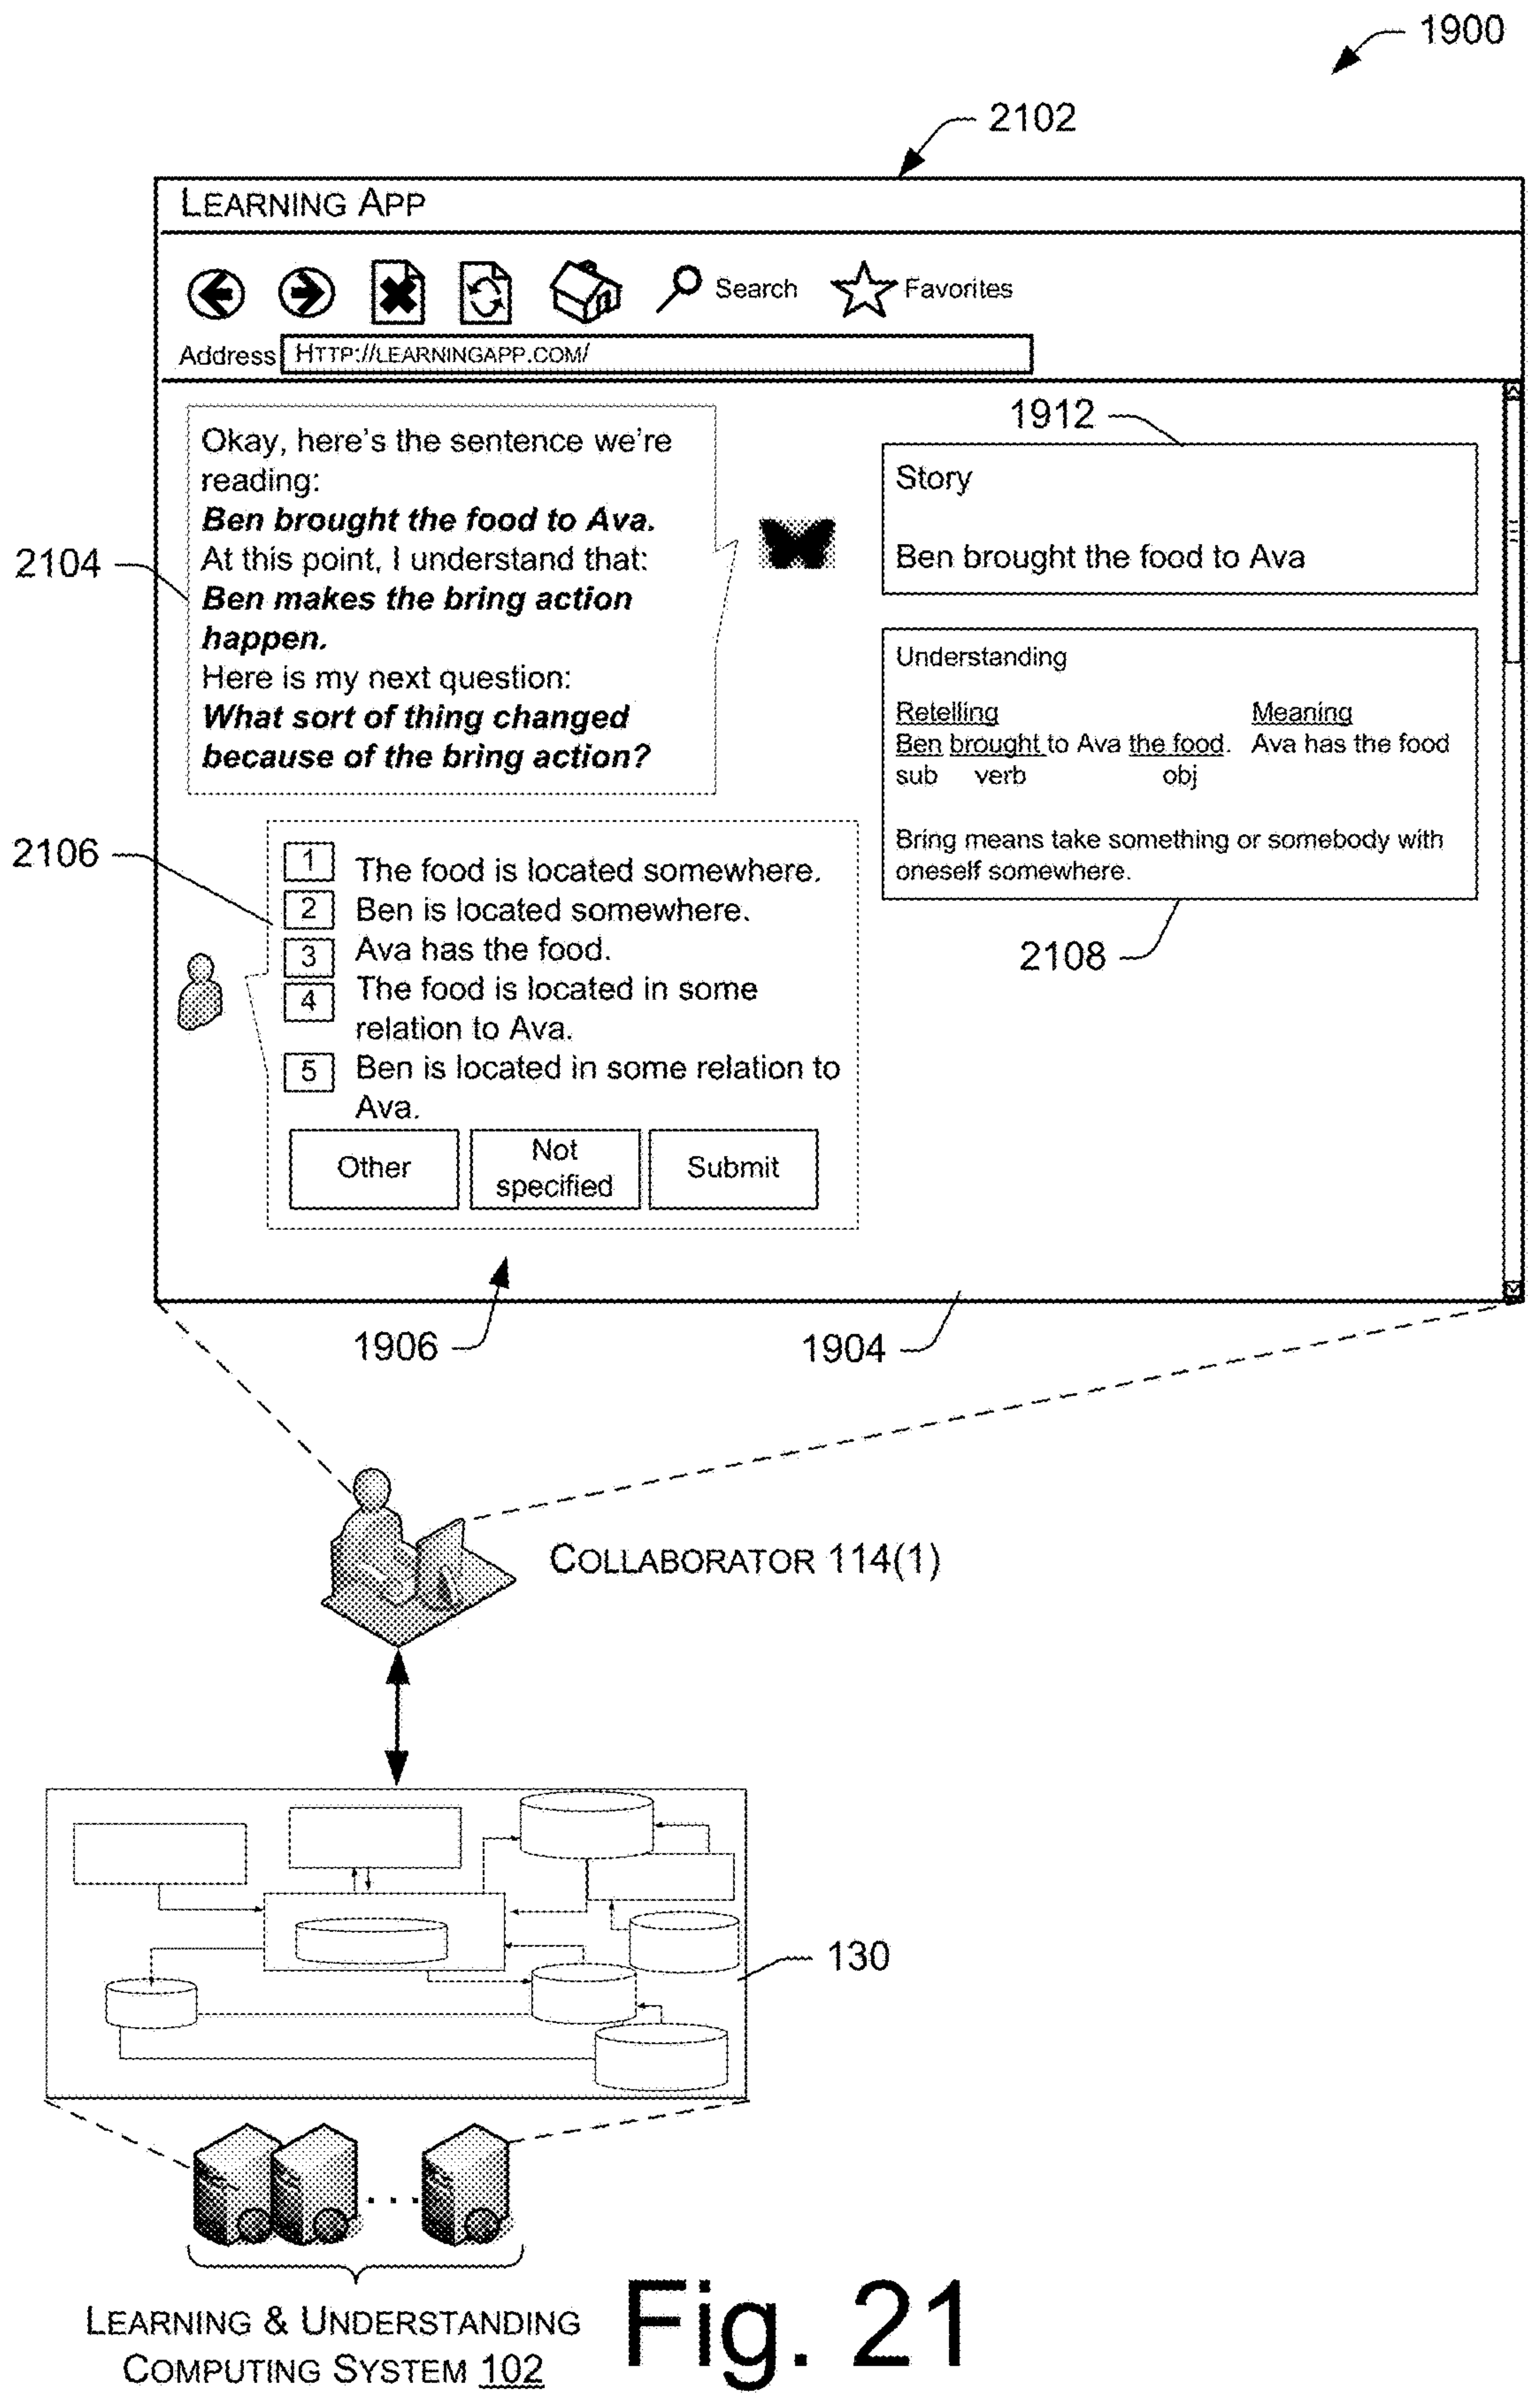 1900
2102
LEARNING APP
Search
Favorites
Address
HTTP://LEARNINGAPP.COM/
Okay, here's the sentence we're
reading:
Ben brought the food to Ava.
At this point, I understand that:
Ben makes the bring action
happen.
Here is my next question:
What sort of thing changed
because of the bring action?
2104
1912
Story
Ben brought the food to Ava
Understanding
Retelling Meaning
Ben brought to Ava the food. Ava has the food
sub verb obj
Bring means take something or somebody with
oneself somewhere.
2108
2106
1 The food is located somewhere.
2 Ben is located somewhere.
3 Ava has the food.
4 The food is located in some
relation to Ava.
5 Ben is located in some relation to
Ava.
Other
Not
specified
Submit
1906
1904
COLLABORATOR 114(1)
130
LEARNING & UNDERSTANDING
COMPUTING SYSTEM 102
Fig. 21